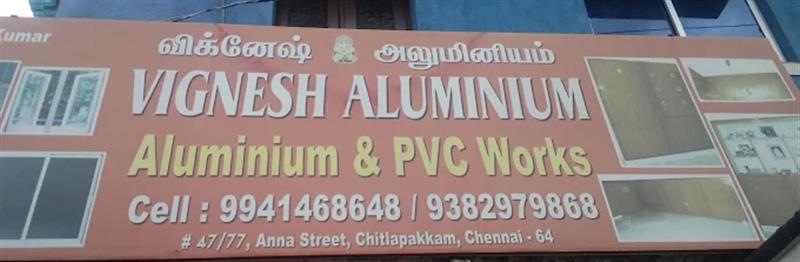 Kumar
விக்னேஷ் அலுமினியம்
VIGNESH ALUMINIUM
Aluminium & PVC Works
Cell : 9941468648 / 9382979868
# 47/77, Anna Street, Chitlapakkam, Chennai - 64